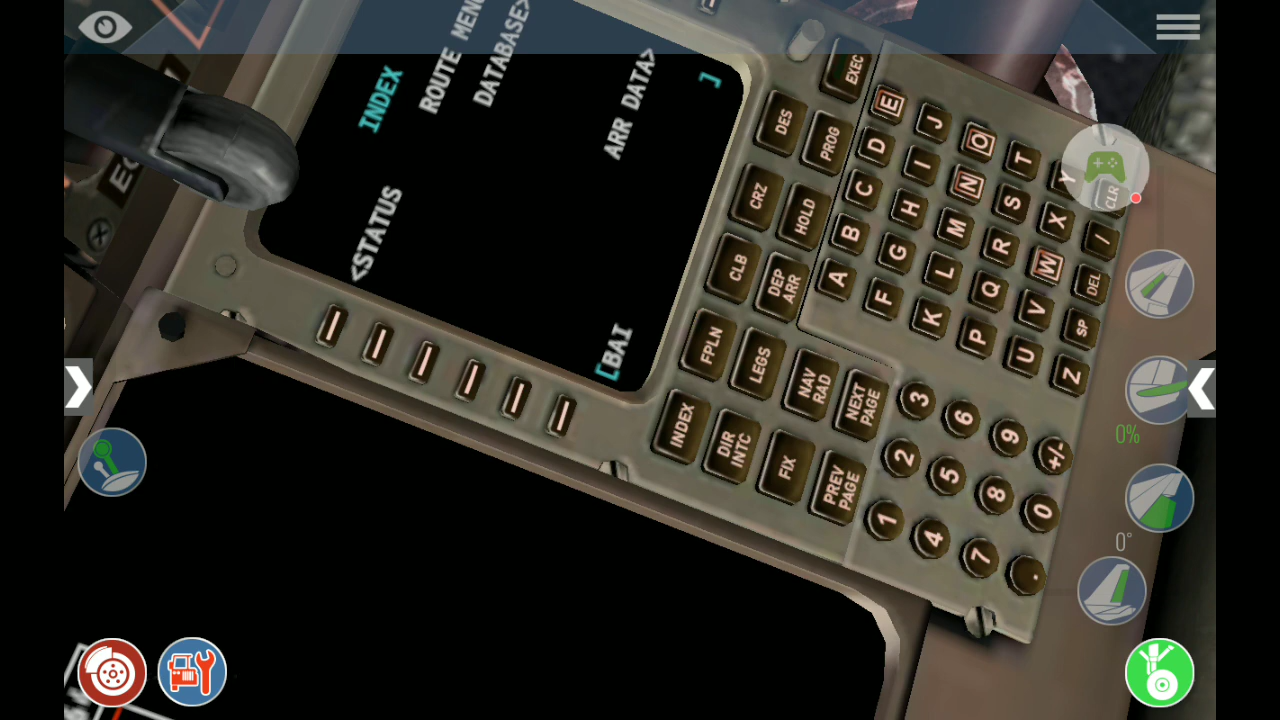 INDEX
ROUTE MEN
DATABASE>
<STATUS
ARR DATA>
[BAI ]
EXEC
DES PROG
CRZ HOLD
CLB DEP ARR
FPLN LEGS NAV RAD NEXT PAGE
INDEX DIR INTC FIX PREV PAGE
A B C D E
F G H I J
K L M N O
P Q R S T
U V W X Y
Z SP DEL / CLR
1 2 3
4 5 6
7 8 9
. 0 +/-
0%
0°